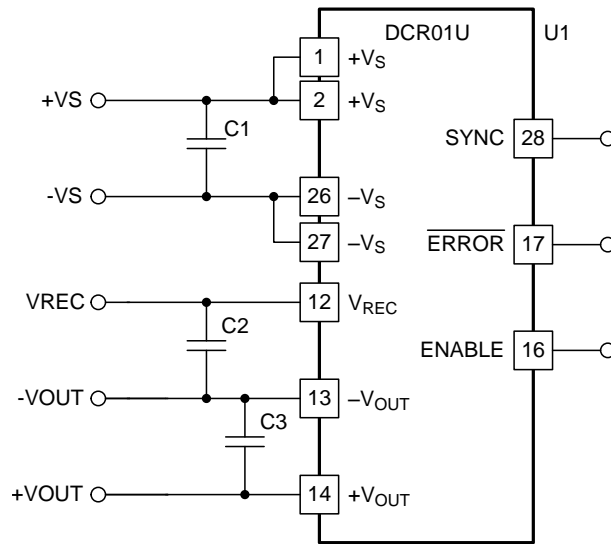 DCR01U U1
1 +VS
+VS 2 +VS
C1
SYNC 28
-VS 26 –VS
27 –VS
ERROR 17
VREC 12 VREC
C2
ENABLE 16
-VOUT 13 –VOUT
C3
+VOUT 14 +VOUT